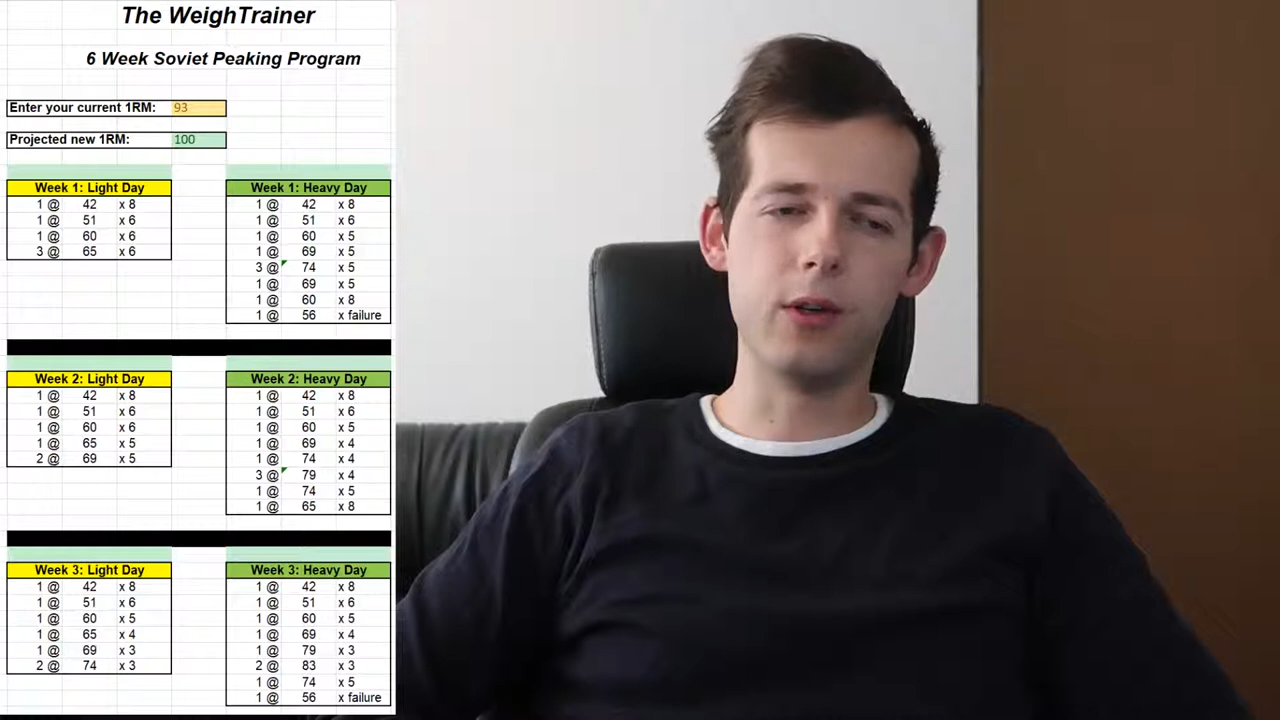 The WeighTrainer
6 Week Soviet Peaking Program
Enter your current 1RM: 93
Projected new 1RM: 100
Week 1: Light Day
1 @ 42 x 8
1 @ 51 x 6
1 @ 60 x 6
3 @ 65 x 6
Week 1: Heavy Day
1 @ 42 x 8
1 @ 51 x 6
1 @ 60 x 5
1 @ 69 x 5
3 @ 74 x 5
1 @ 69 x 5
1 @ 60 x 8
1 @ 56 x failure
Week 2: Light Day
1 @ 42 x 8
1 @ 51 x 6
1 @ 60 x 6
1 @ 65 x 5
2 @ 69 x 5
Week 2: Heavy Day
1 @ 42 x 8
1 @ 51 x 6
1 @ 60 x 5
1 @ 69 x 4
1 @ 74 x 4
3 @ 79 x 4
1 @ 74 x 5
1 @ 65 x 8
Week 3: Light Day
1 @ 42 x 8
1 @ 51 x 6
1 @ 60 x 5
1 @ 65 x 4
1 @ 69 x 3
2 @ 74 x 3
Week 3: Heavy Day
1 @ 42 x 8
1 @ 51 x 6
1 @ 60 x 5
1 @ 69 x 4
1 @ 79 x 3
2 @ 83 x 3
1 @ 74 x 5
1 @ 56 x failure